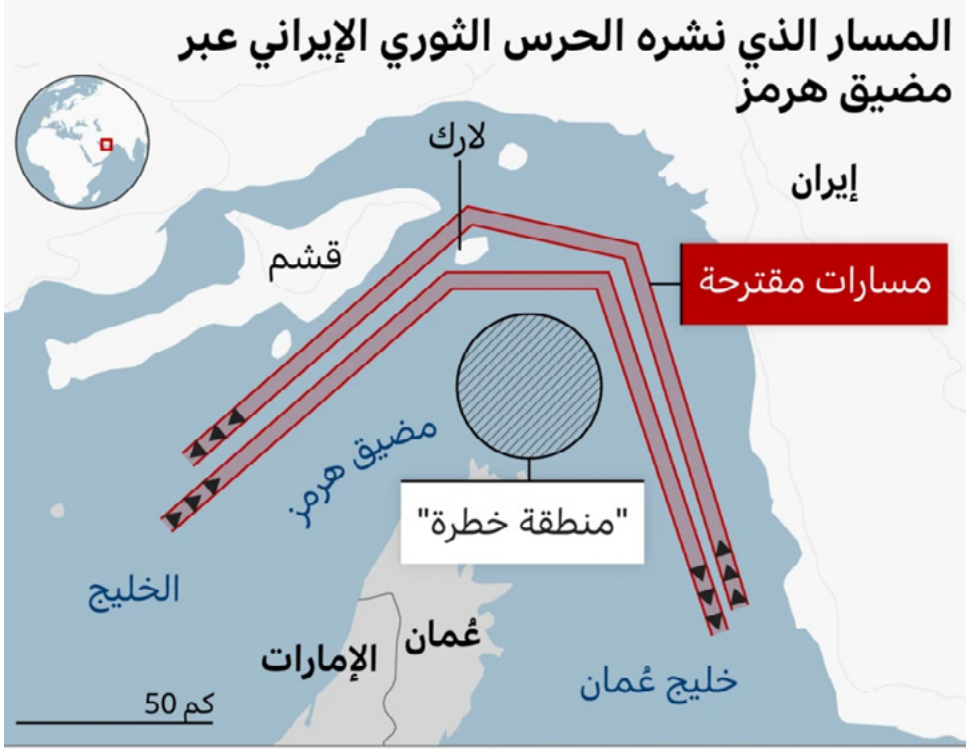 المسار الذي نشره الحرس الثوري الإيراني عبر
مضيق هرمز
لارك
إيران
قشم
مسارات مقترحة
مضيق هرمز
"منطقة خطرة"
الخليج
عُمان
الإمارات
خليج عُمان
50 كم